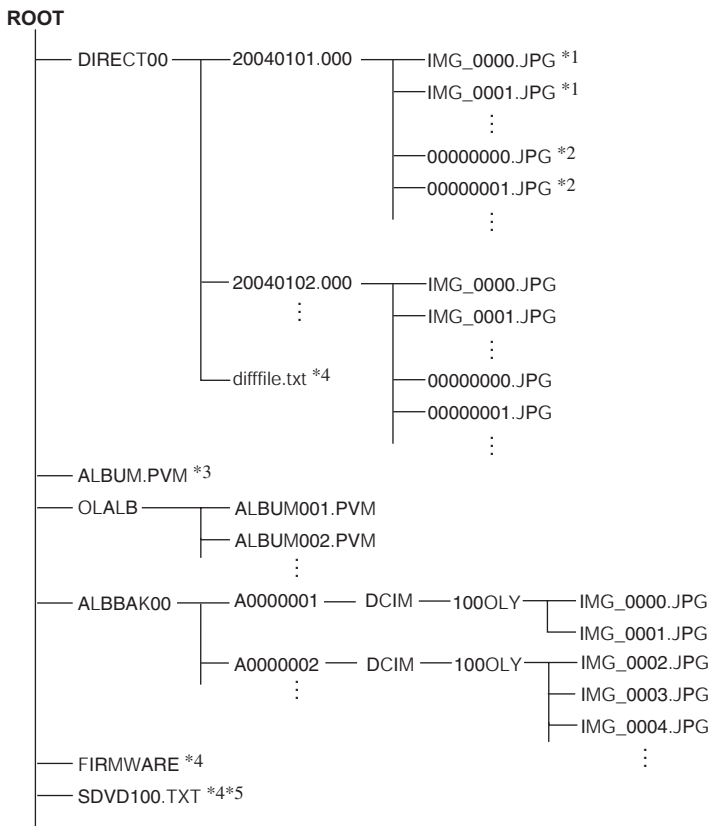 ROOT
DIRECT00 20040101.000 IMG_0000.JPG *1
IMG_0001.JPG *1
00000000.JPG *2
00000001.JPG *2
20040102.000 IMG_0000.JPG
IMG_0001.JPG
difffile.txt *4 00000000.JPG
00000001.JPG
ALBUM.PVM *3
OLALB ALBUM001.PVM
ALBUM002.PVM
ALBBAK00 A0000001 DCIM 100OLY IMG_0000.JPG
IMG_0001.JPG
A0000002 DCIM 100OLY IMG_0002.JPG
IMG_0003.JPG
IMG_0004.JPG
FIRMWARE *4
SDVD100.TXT *4*5